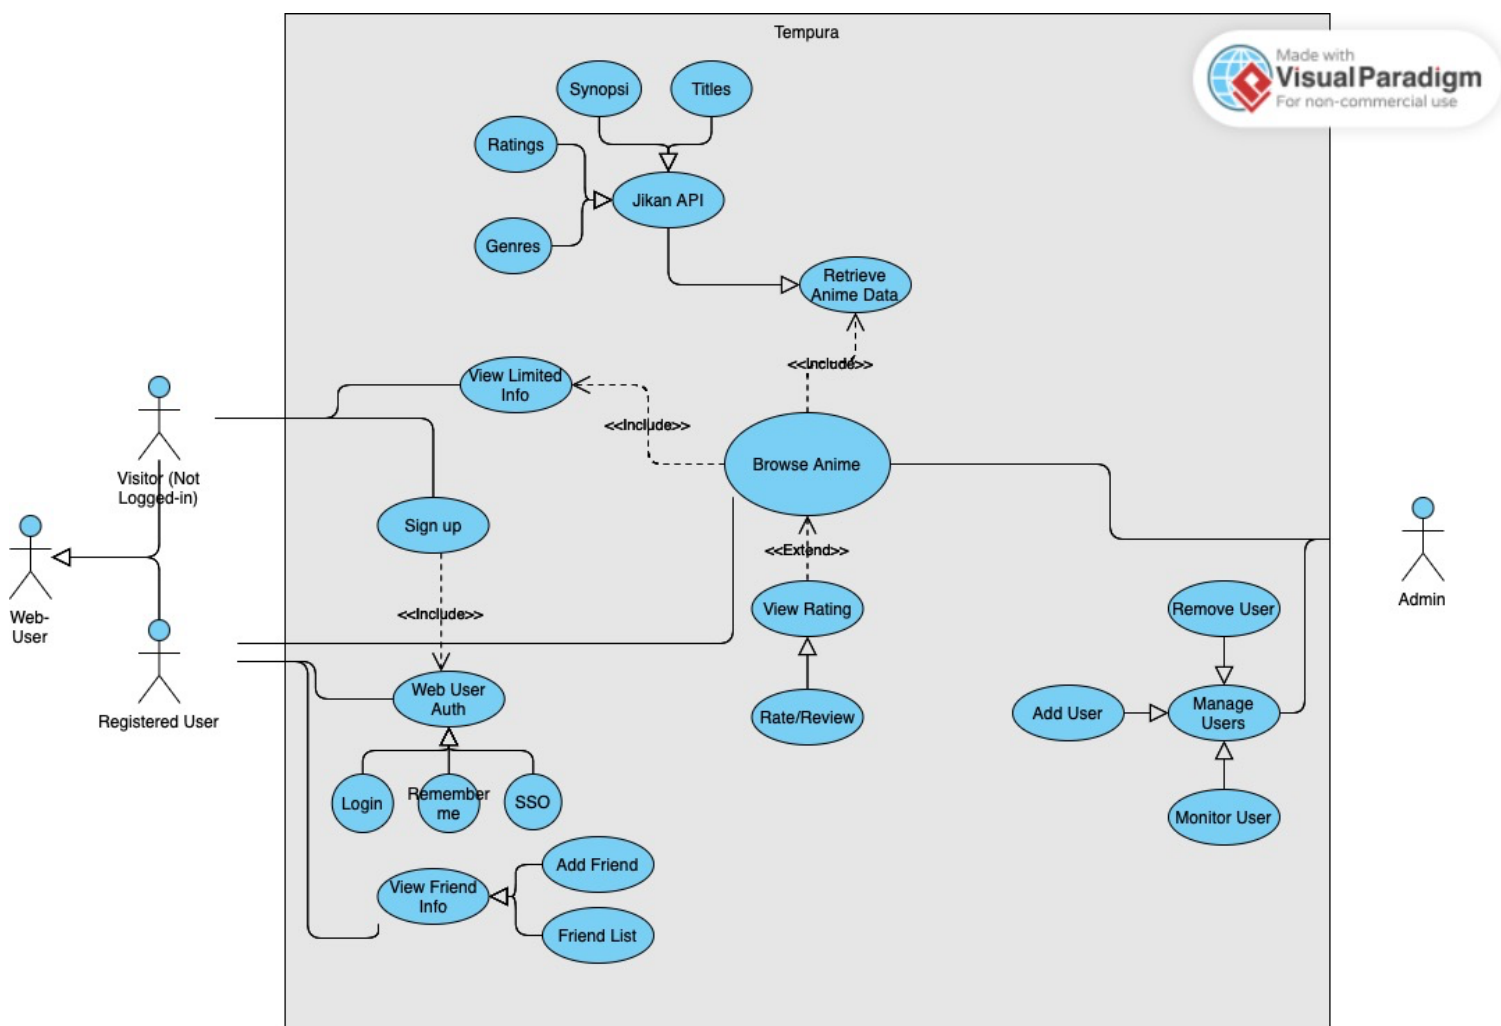 Tempura
Made with
VisualParadigm
For non-commercial use
Synopsi
Titles
Ratings
Jikan API
Genres
Retrieve
Anime Data
<<Include>>
View Limited
Info
<<Include>>
Browse Anime
Visitor (Not
Logged-in)
Sign up
<<Extend>>
Web-
User
<<Include>>
View Rating
Remove User
Admin
Registered User
Web User
Auth
Rate/Review
Add User
Manage
Users
Login
Remember
me
SSO
Monitor User
Add Friend
View Friend
Info
Friend List